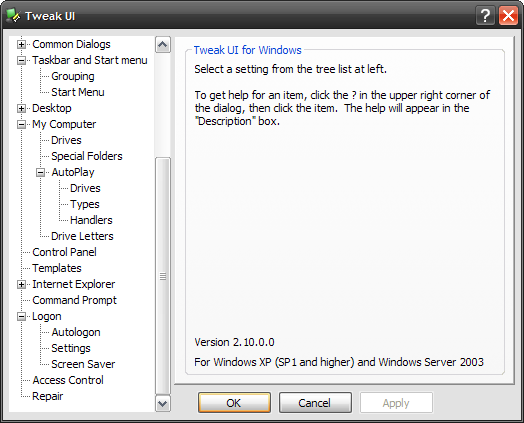 Tweak UI
Common Dialogs
Taskbar and Start menu
Grouping
Start Menu
Desktop
My Computer
Drives
Special Folders
AutoPlay
Drives
Types
Handlers
Drive Letters
Control Panel
Templates
Internet Explorer
Command Prompt
Logon
Autologon
Settings
Screen Saver
Access Control
Repair
Tweak UI for Windows
Select a setting from the tree list at left.
To get help for an item, click the ? in the upper right corner of
the dialog, then click the item.  The help will appear in the
"Description" box.
Version 2.10.0.0
For Windows XP (SP1 and higher) and Windows Server 2003
OK
Cancel
Apply